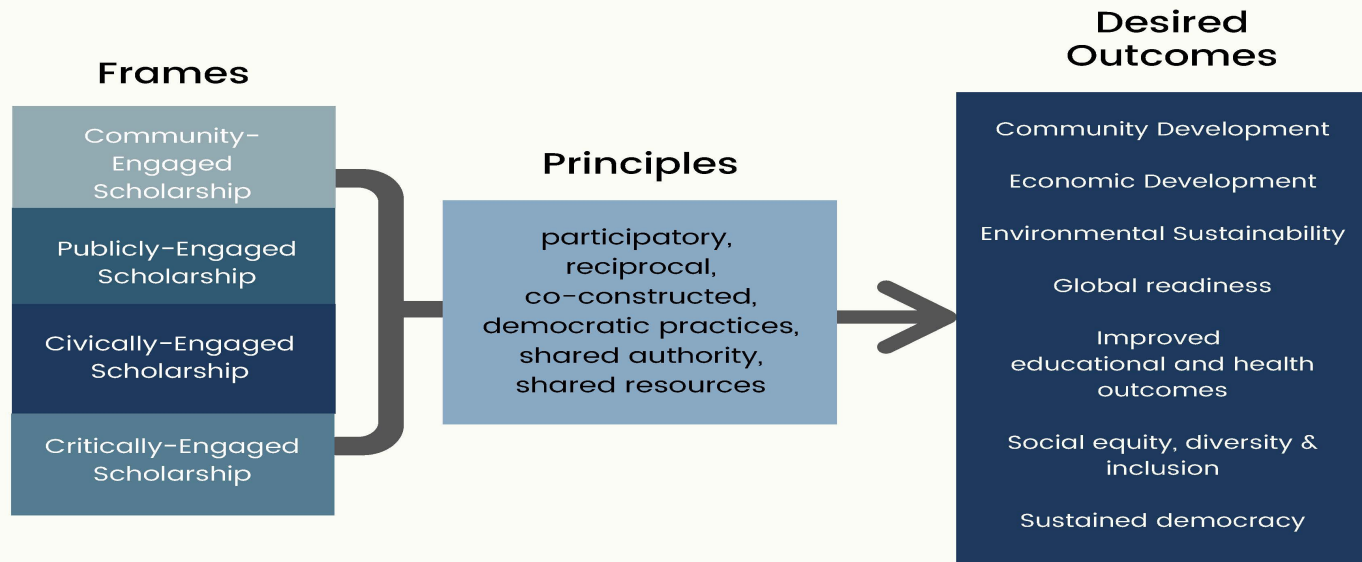 Frames
Community-
Engaged
Scholarship
Publicly-Engaged
Scholarship
Civically-Engaged
Scholarship
Critically-Engaged
Scholarship
Principles
participatory,
reciprocal,
co-constructed,
democratic practices,
shared authority,
shared resources
Desired
Outcomes
Community Development
Economic Development
Environmental Sustainability
Global readiness
Improved
educational and health
outcomes
Social equity, diversity &
inclusion
Sustained democracy